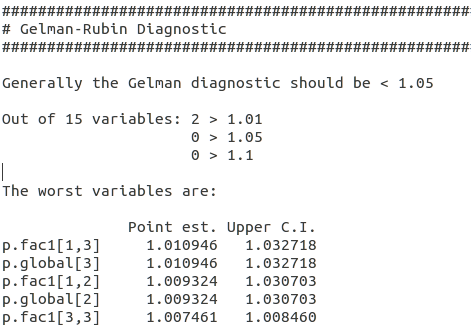 ####################################################
# Gelman-Rubin Diagnostic
####################################################
Generally the Gelman diagnostic should be < 1.05
Out of 15 variables: 2 > 1.01
0 > 1.05
0 > 1.1
The worst variables are:
Point est. Upper C.I.
p.fac1[1,3] 1.010946 1.032718
p.global[3] 1.010946 1.032718
p.fac1[1,2] 1.009324 1.030703
p.global[2] 1.009324 1.030703
p.fac1[3,3] 1.007461 1.008460